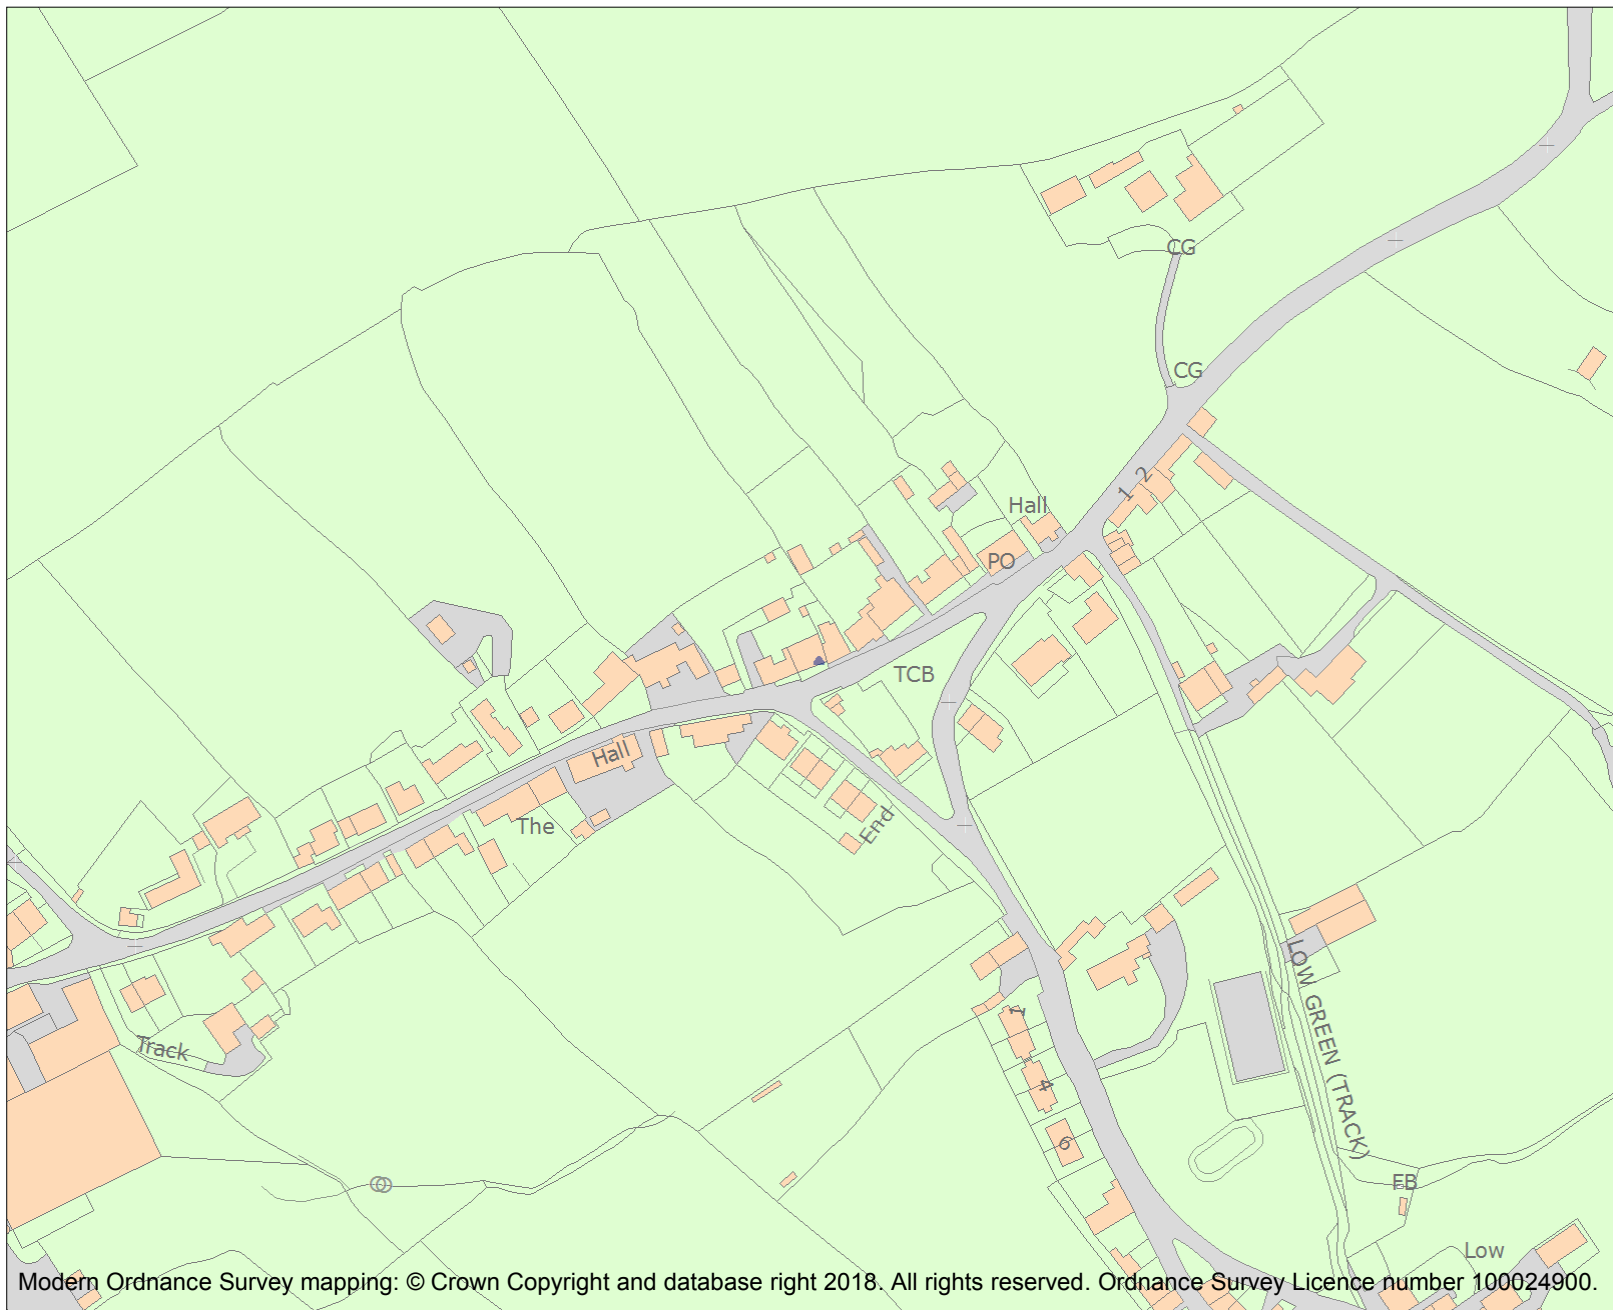 CG
CG
1 2
Hall
PO
TCB
Hall
The
End
LOW GREEN (TRACK)
1
Track
4
6
FB
Low
Modern Ordnance Survey mapping: © Crown Copyright and database right 2018. All rights reserved. Ordnance Survey Licence number 100024900.